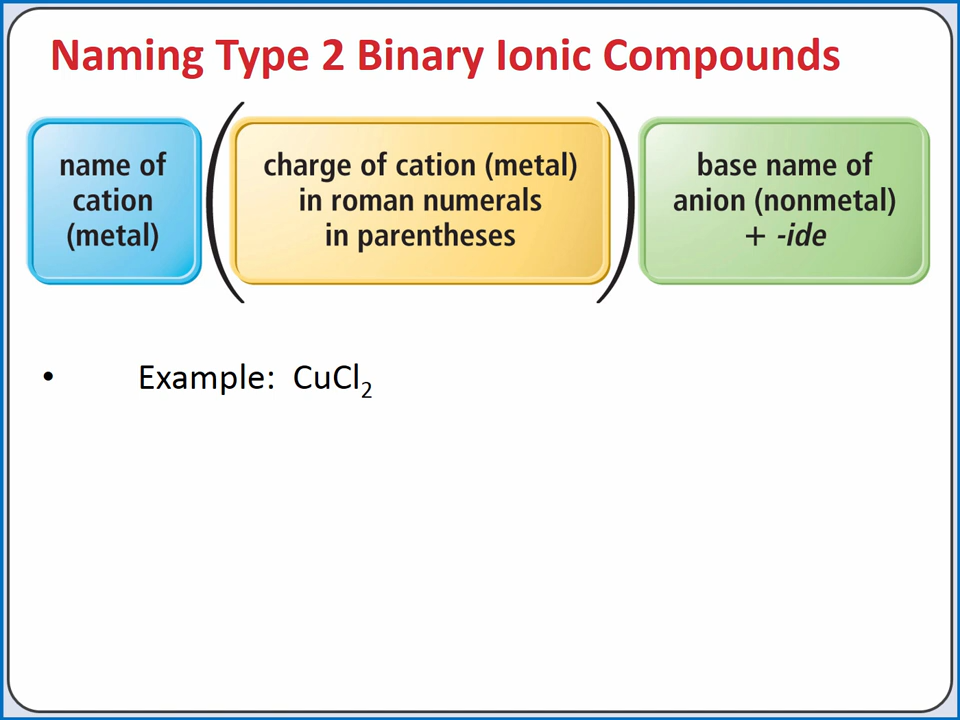 Naming Type 2 Binary Ionic Compounds
name of
cation
(metal)
charge of cation (metal)
in roman numerals
in parentheses
base name of
anion (nonmetal)
+ -ide
• Example: CuCl₂